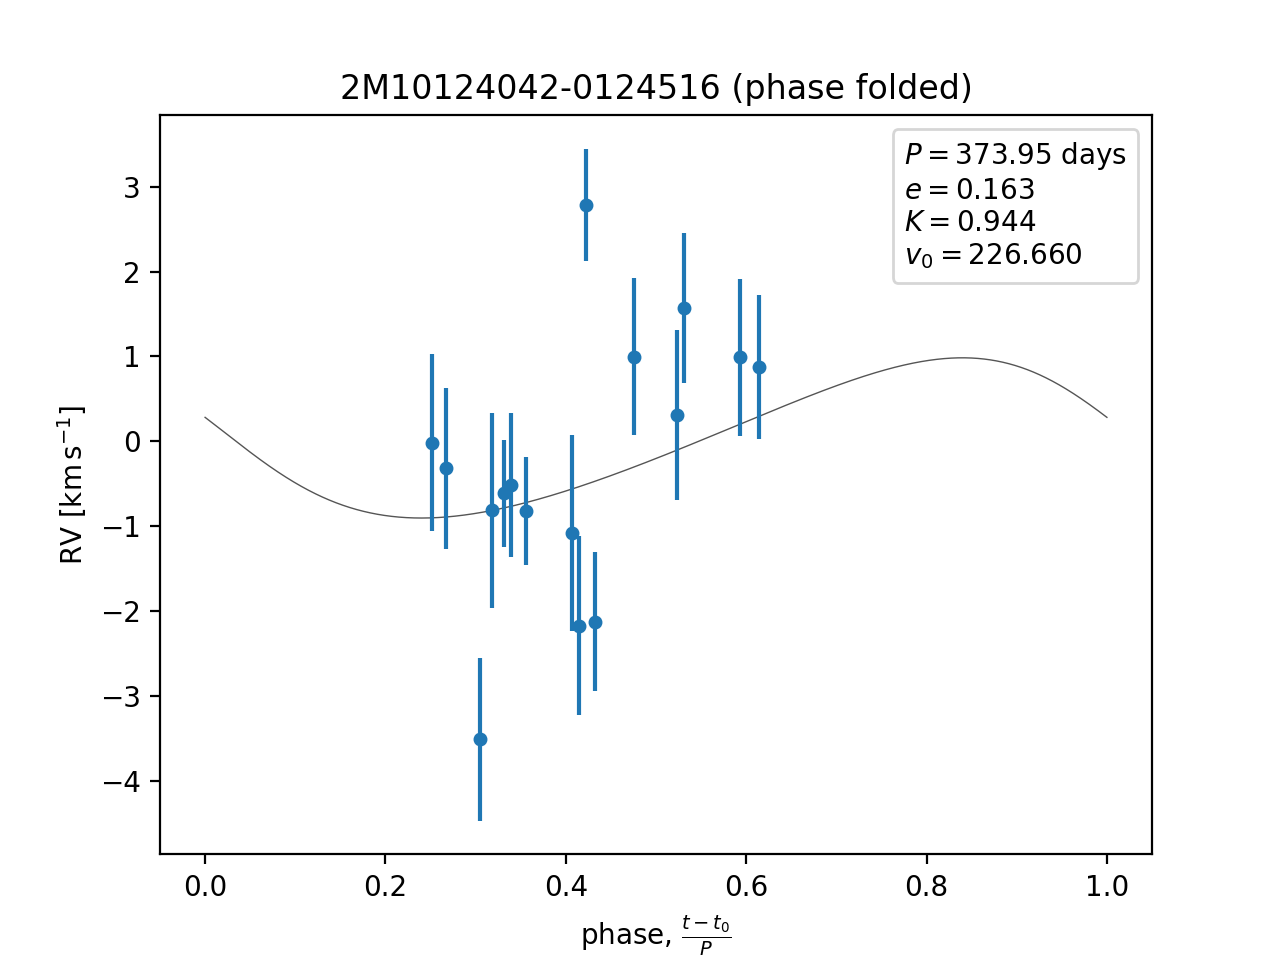 2M10124042-0124516 (phase folded)
P = 373.95 days
e = 0.163
K = 0.944
v₀ = 226.660
3
2
1
0
−1
−2
−3
−4
RV [km s⁻¹]
0.0 0.2 0.4 0.6 0.8 1.0
phase, (t − t₀)/P